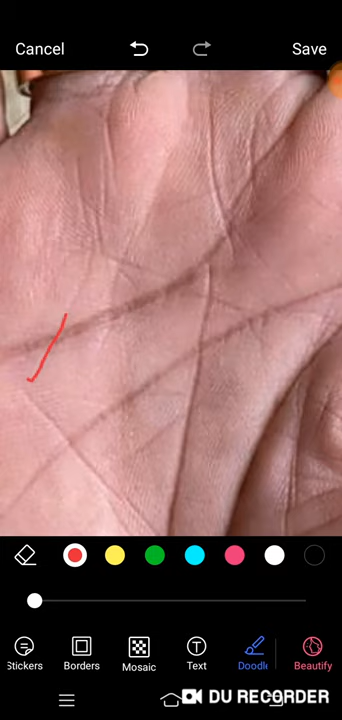 Cancel
Save
Stickers
Borders
Mosaic
Text
Doodle
Beautify
DU RECORDER